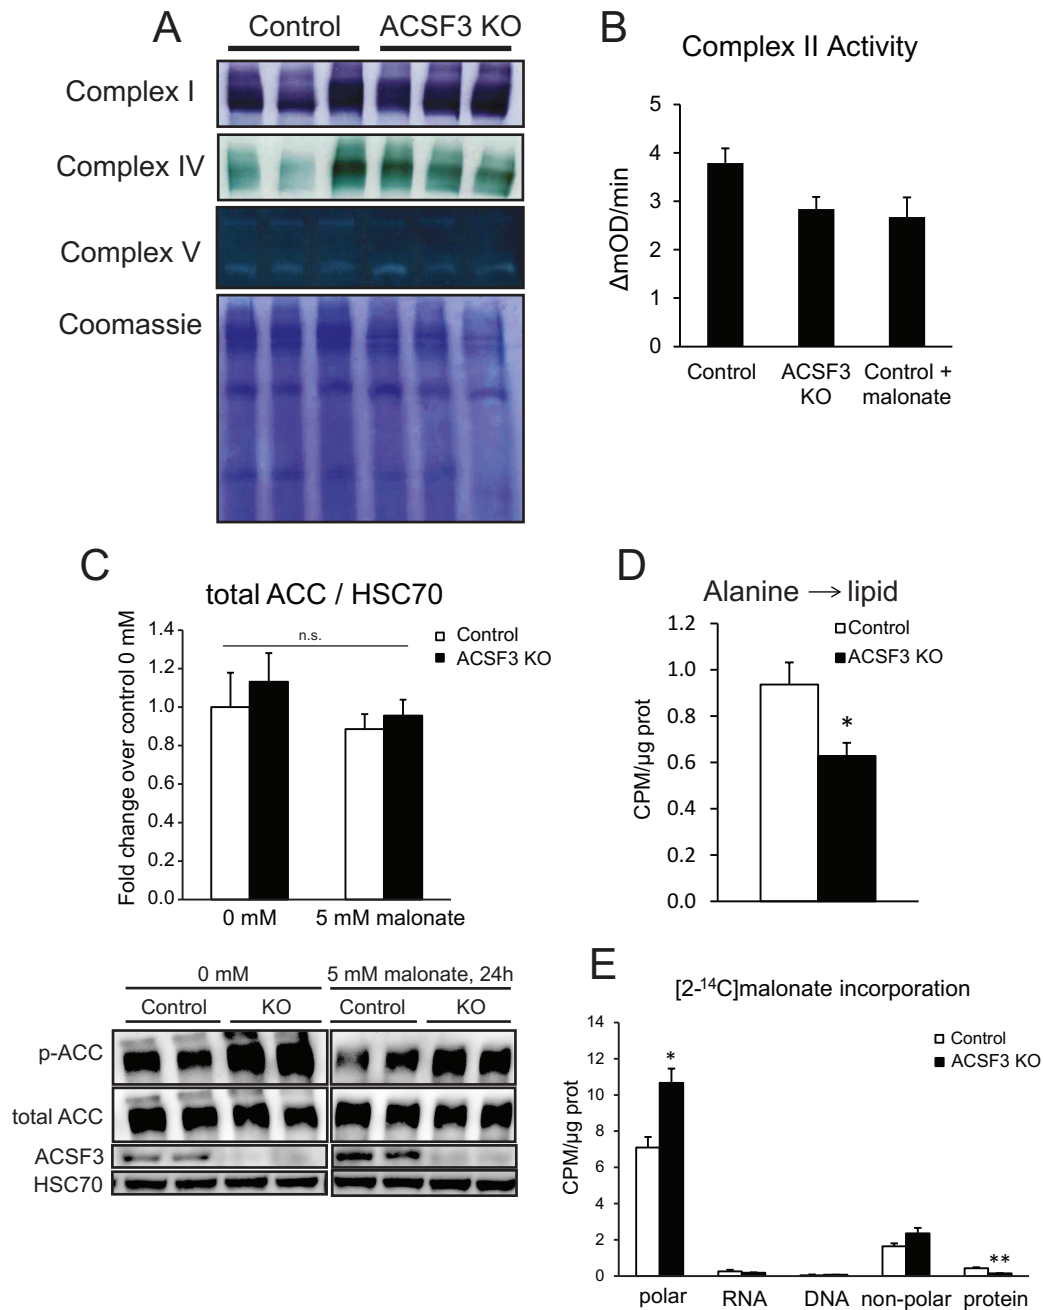 A
Control ACSF3 KO
Complex I
Complex IV
Complex V
Coomassie
B
Complex II Activity
ΔmOD/min
5
4
3
2
1
0
Control
ACSF3
KO
Control +
malonate
C
total ACC / HSC70
Fold change over control 0 mM
1.4
1.2
1.0
0.8
0.6
0.4
0.2
0.0
n.s.
Control
ACSF3 KO
0 mM 5 mM malonate
0 mM 5 mM malonate, 24h
Control KO Control KO
p-ACC
total ACC
ACSF3
HSC70
D
Alanine → lipid
CPM/µg prot
1.2
1.0
0.8
0.6
0.4
0.2
0.0
Control
ACSF3 KO
*
E
[2-¹⁴C]malonate incorporation
CPM/µg prot
14
12
10
8
6
4
2
0
Control
ACSF3 KO
*
**
polar RNA DNA non-polar protein